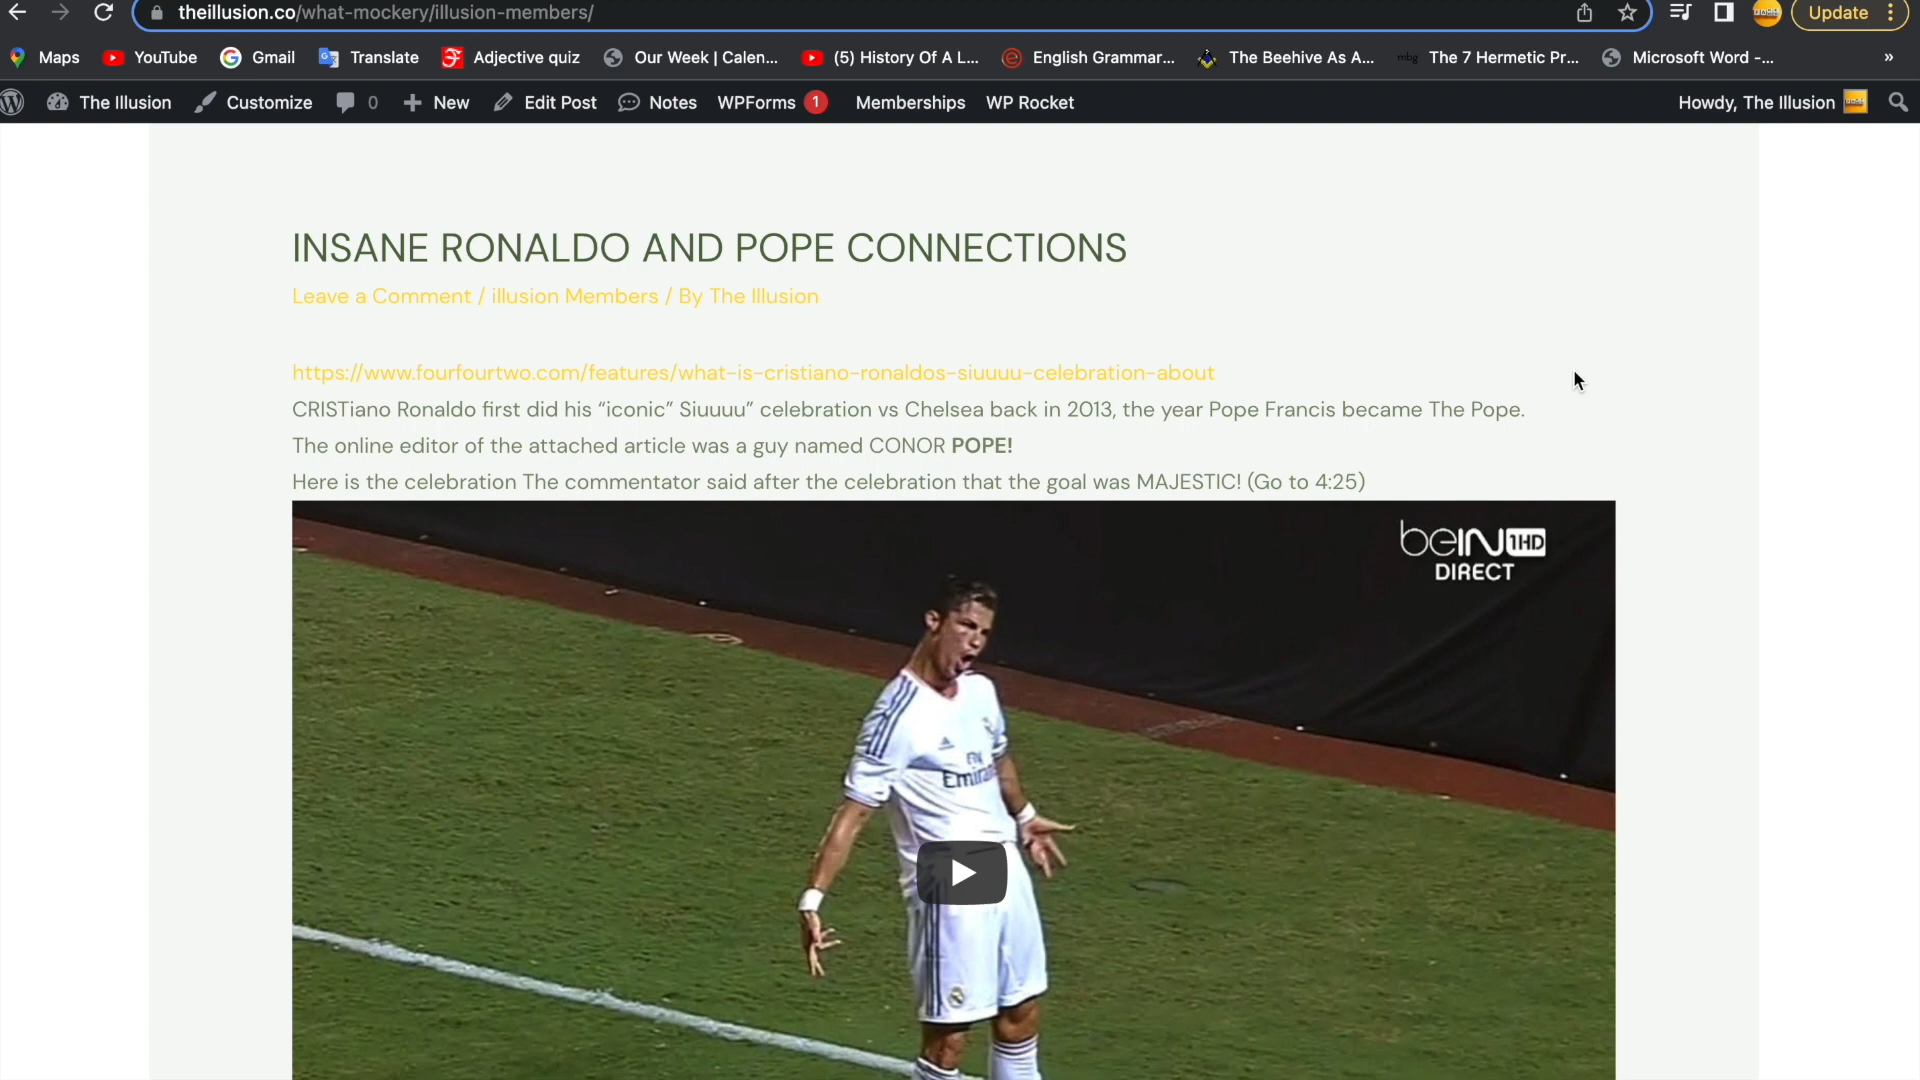 theillusion.co/what-mockery/illusion-members/
Update
Maps YouTube Gmail Translate Adjective quiz Our Week | Calen... (5) History Of A L... English Grammar... The Beehive As A... mbg The 7 Hermetic Pr... Microsoft Word -... »
The Illusion Customize 0 New Edit Post Notes WPForms 1 Memberships WP Rocket Howdy, The Illusion
INSANE RONALDO AND POPE CONNECTIONS
Leave a Comment / illusion Members / By The Illusion
https://www.fourfourtwo.com/features/what-is-cristiano-ronaldos-siuuuu-celebration-about
CRISTiano Ronaldo first did his “iconic” Siuuuu” celebration vs Chelsea back in 2013, the year Pope Francis became The Pope.
The online editor of the attached article was a guy named CONOR POPE!
Here is the celebration The commentator said after the celebration that the goal was MAJESTIC! (Go to 4:25)
beIN 1HD
DIRECT
Fly